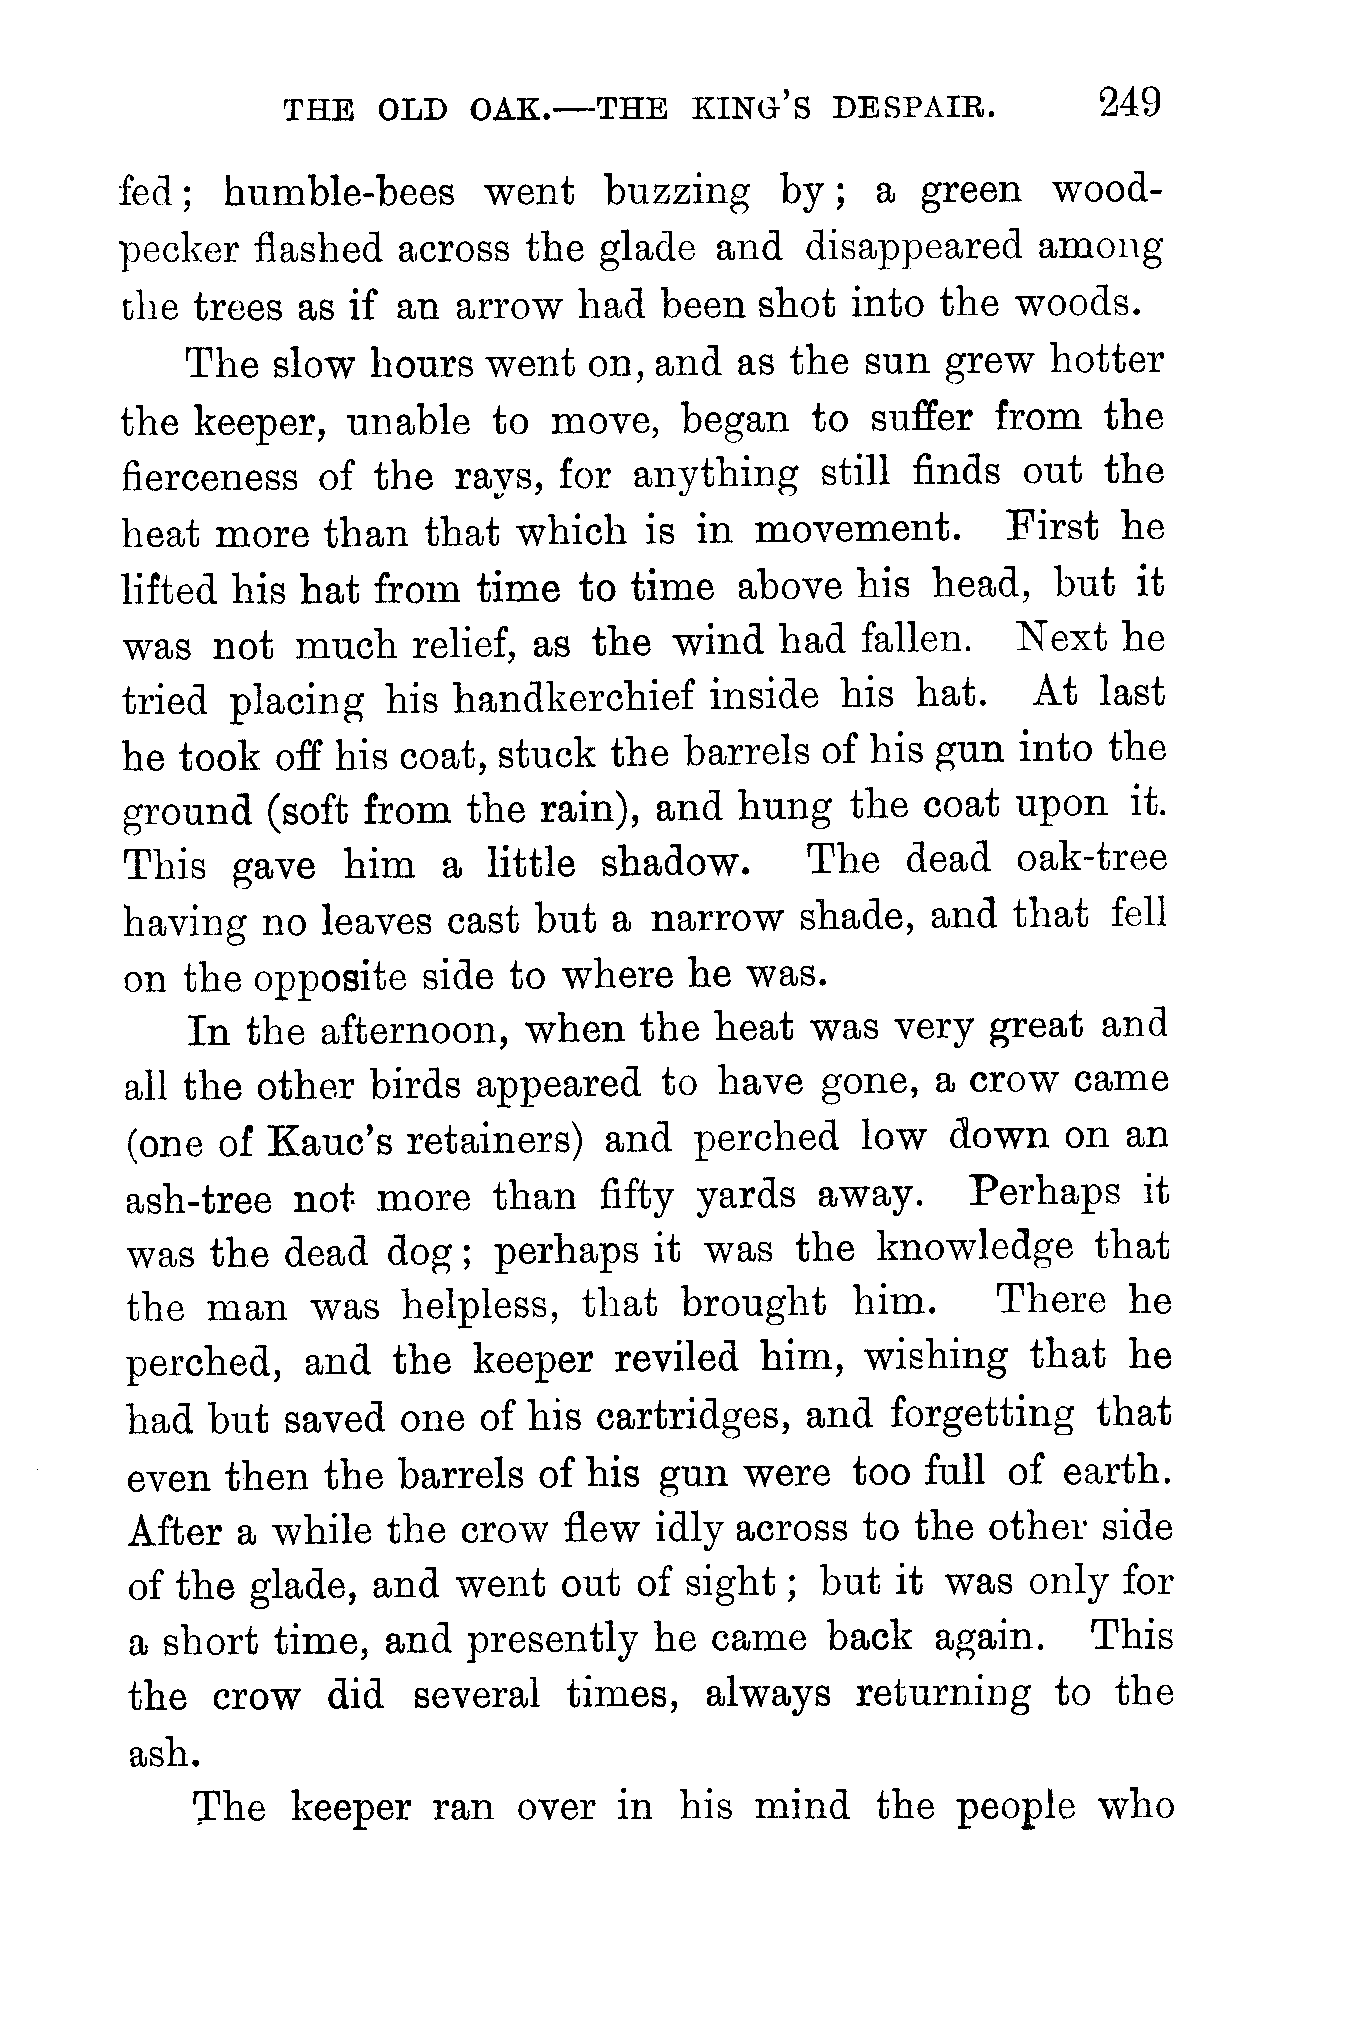 THE OLD OAK.—THE KING'S DESPAIR. 249
fed; humble-bees went buzzing by; a green wood-
pecker flashed across the glade and disappeared among
the trees as if an arrow had been shot into the woods.
The slow hours went on, and as the sun grew hotter
the keeper, unable to move, began to suffer from the
fierceness of the rays, for anything still finds out the
heat more than that which is in movement. First he
lifted his hat from time to time above his head, but it
was not much relief, as the wind had fallen. Next he
tried placing his handkerchief inside his hat. At last
he took off his coat, stuck the barrels of his gun into the
ground (soft from the rain), and hung the coat upon it.
This gave him a little shadow. The dead oak-tree
having no leaves cast but a narrow shade, and that fell
on the opposite side to where he was.
In the afternoon, when the heat was very great and
all the other birds appeared to have gone, a crow came
(one of Kauc's retainers) and perched low down on an
ash-tree not more than fifty yards away. Perhaps it
was the dead dog; perhaps it was the knowledge that
the man was helpless, that brought him. There he
perched, and the keeper reviled him, wishing that he
had but saved one of his cartridges, and forgetting that
even then the barrels of his gun were too full of earth.
After a while the crow flew idly across to the other side
of the glade, and went out of sight; but it was only for
a short time, and presently he came back again. This
the crow did several times, always returning to the
ash.
The keeper ran over in his mind the people who